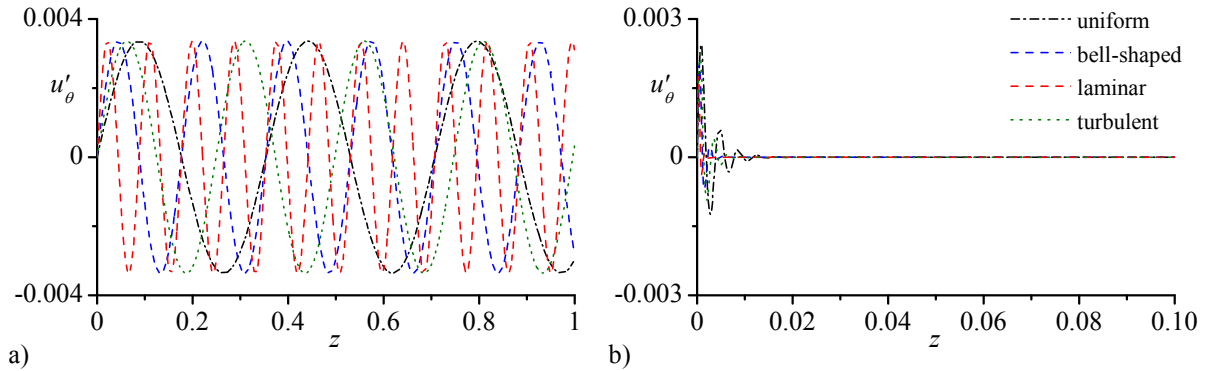 0.004
u′θ
0
-0.004
0 0.2 0.4 0.6 0.8 1
z
a)
0.003
u′θ
0
-0.003
0 0.02 0.04 0.06 0.08 0.10
z
b)
uniform
bell-shaped
laminar
turbulent